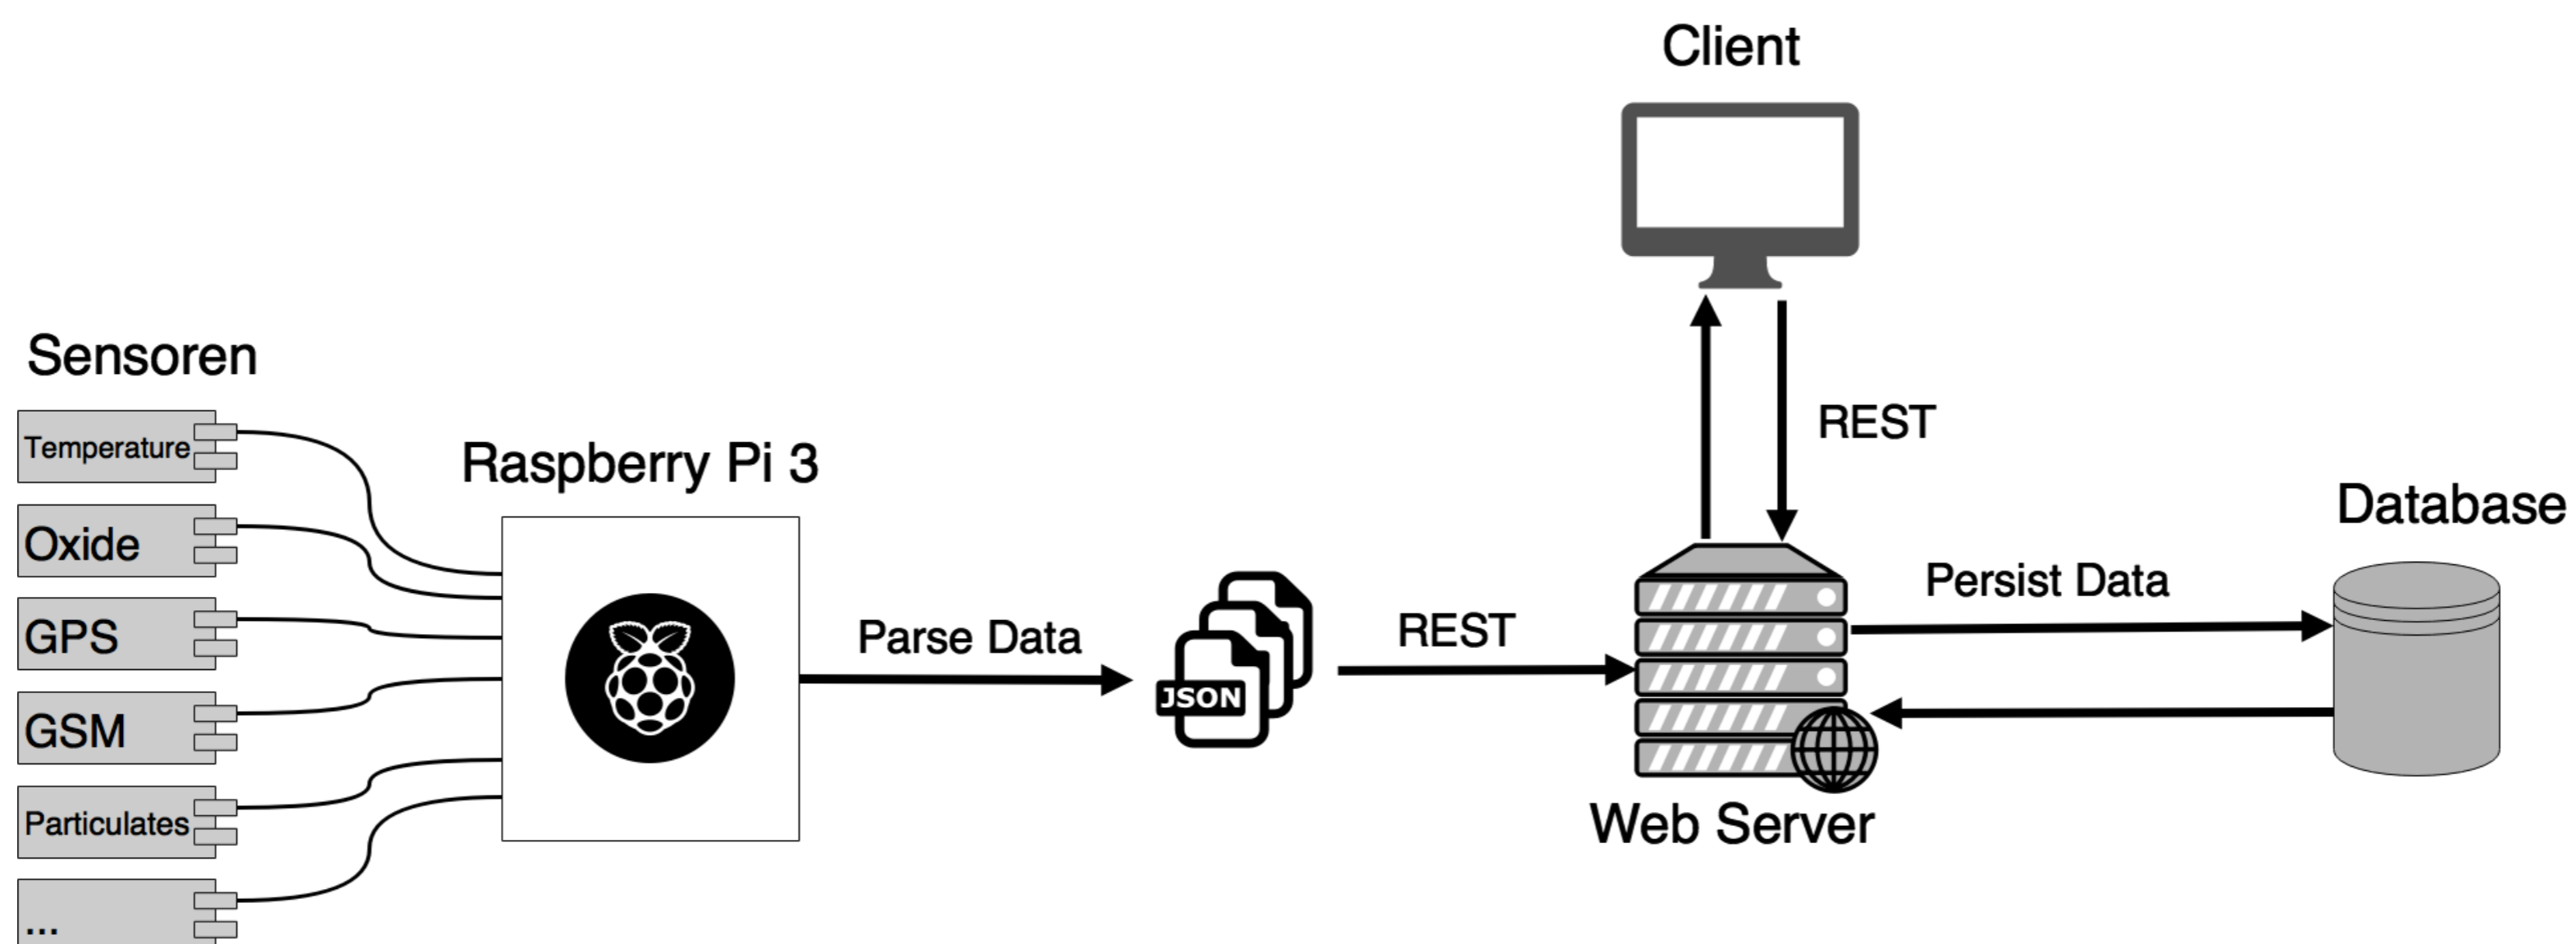 Client
Sensoren
Temperature
Oxide
GPS
GSM
Particulates
...
Raspberry Pi 3
Parse Data
JSON
REST
REST
Web Server
Persist Data
Database